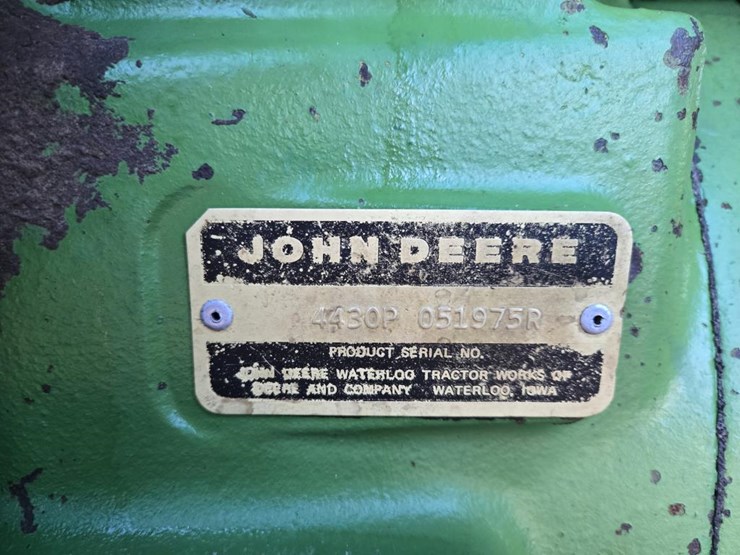 JOHN DEERE
4430P 051975R
PRODUCT SERIAL NO.
JOHN DEERE WATERLOO TRACTOR WORKS OF
DEERE AND COMPANY WATERLOO, IOWA